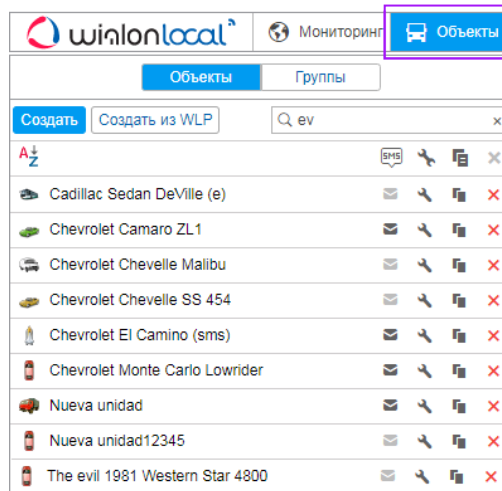 wialon local
Мониторинг
Объекты
Объекты
Группы
Создать
Создать из WLP
ev
×
A
Z
SMS
Cadillac Sedan DeVille (e)
Chevrolet Camaro ZL1
Chevrolet Chevelle Malibu
Chevrolet Chevelle SS 454
Chevrolet El Camino (sms)
Chevrolet Monte Carlo Lowrider
Nueva unidad
Nueva unidad12345
The evil 1981 Western Star 4800